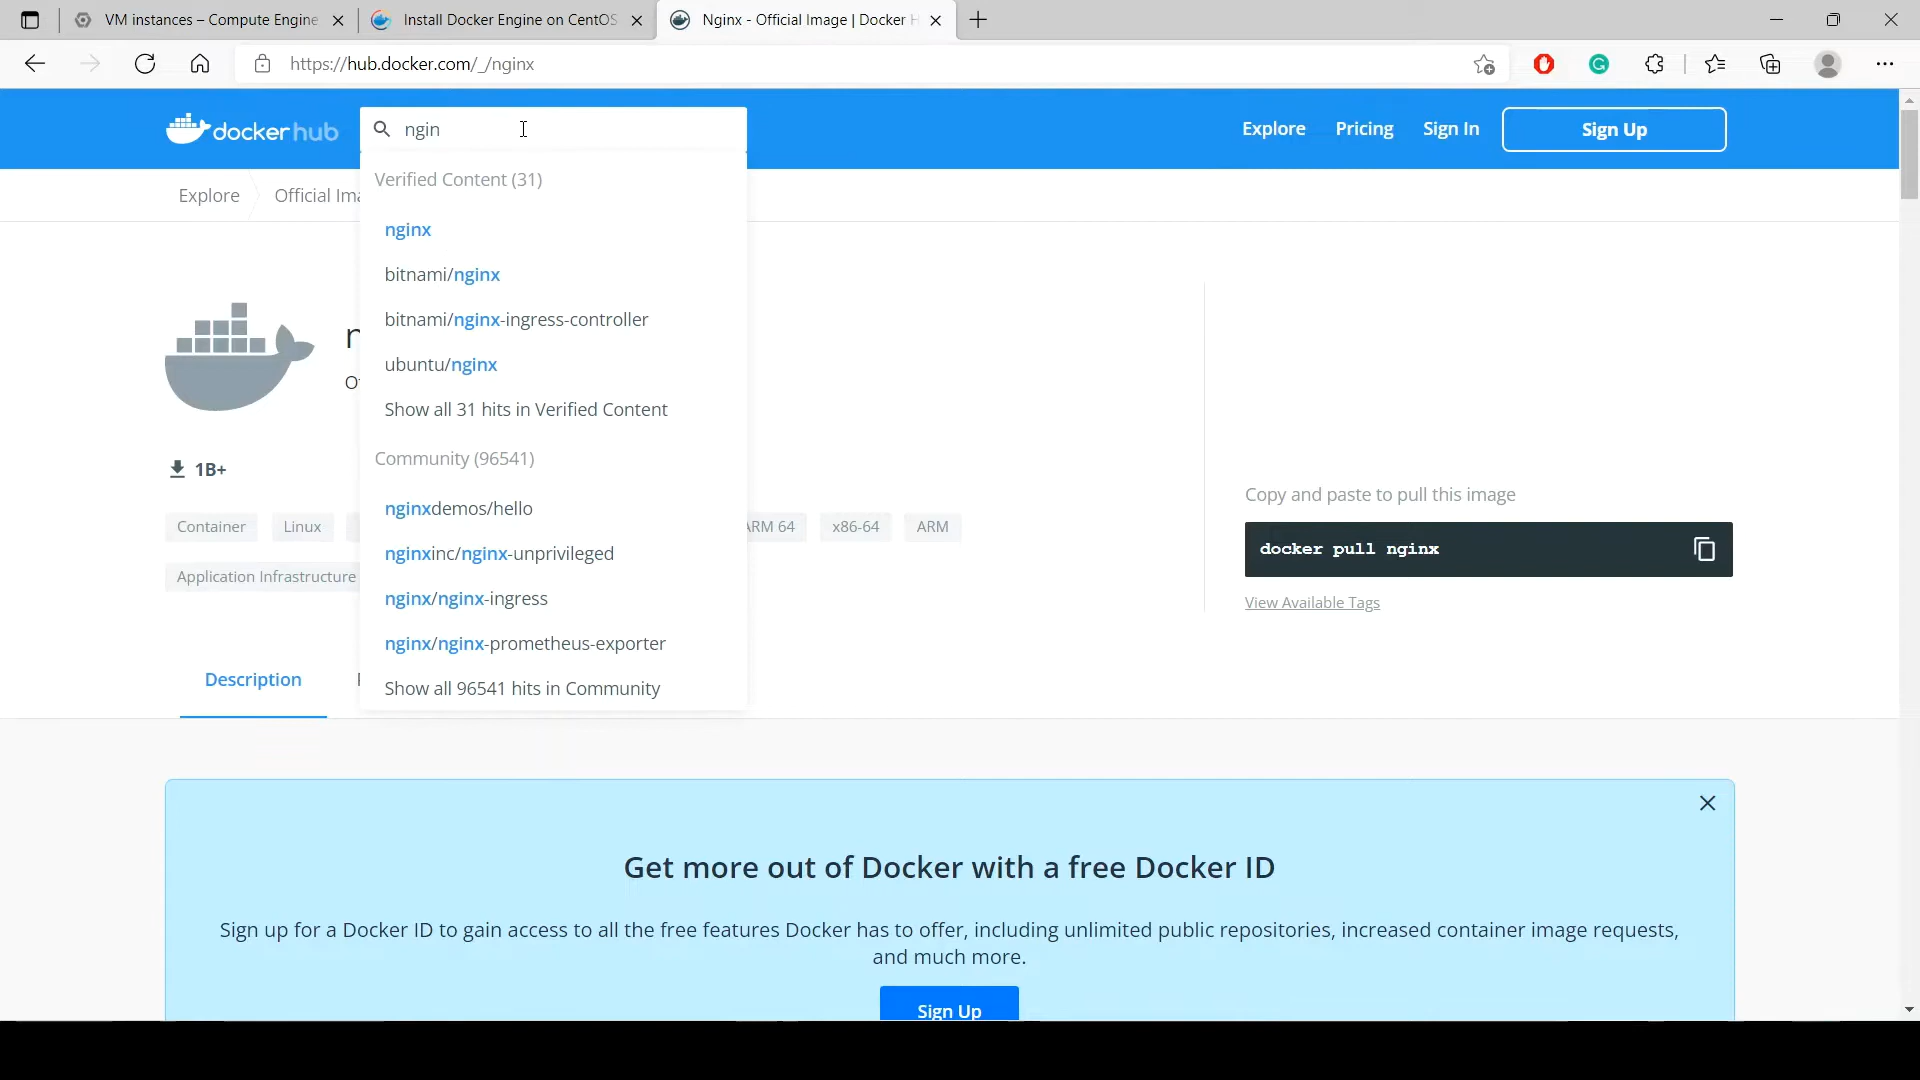 VM instances – Compute Engine
Install Docker Engine on CentOS
Nginx - Official Image | Docker H
https://hub.docker.com/_/nginx
dockerhub
ngin
Explore
Pricing
Sign In
Sign Up
Explore
Official Ima
Verified Content (31)
nginx
bitnami/nginx
bitnami/nginx-ingress-controller
ubuntu/nginx
Show all 31 hits in Verified Content
Community (96541)
nginxdemos/hello
nginxinc/nginx-unprivileged
nginx/nginx-ingress
nginx/nginx-prometheus-exporter
Show all 96541 hits in Community
1B+
Container
Linux
ARM 64
x86-64
ARM
Application Infrastructure
Copy and paste to pull this image
docker pull nginx
View Available Tags
Description
Get more out of Docker with a free Docker ID
Sign up for a Docker ID to gain access to all the free features Docker has to offer, including unlimited public repositories, increased container image requests,
and much more.
Sign Up